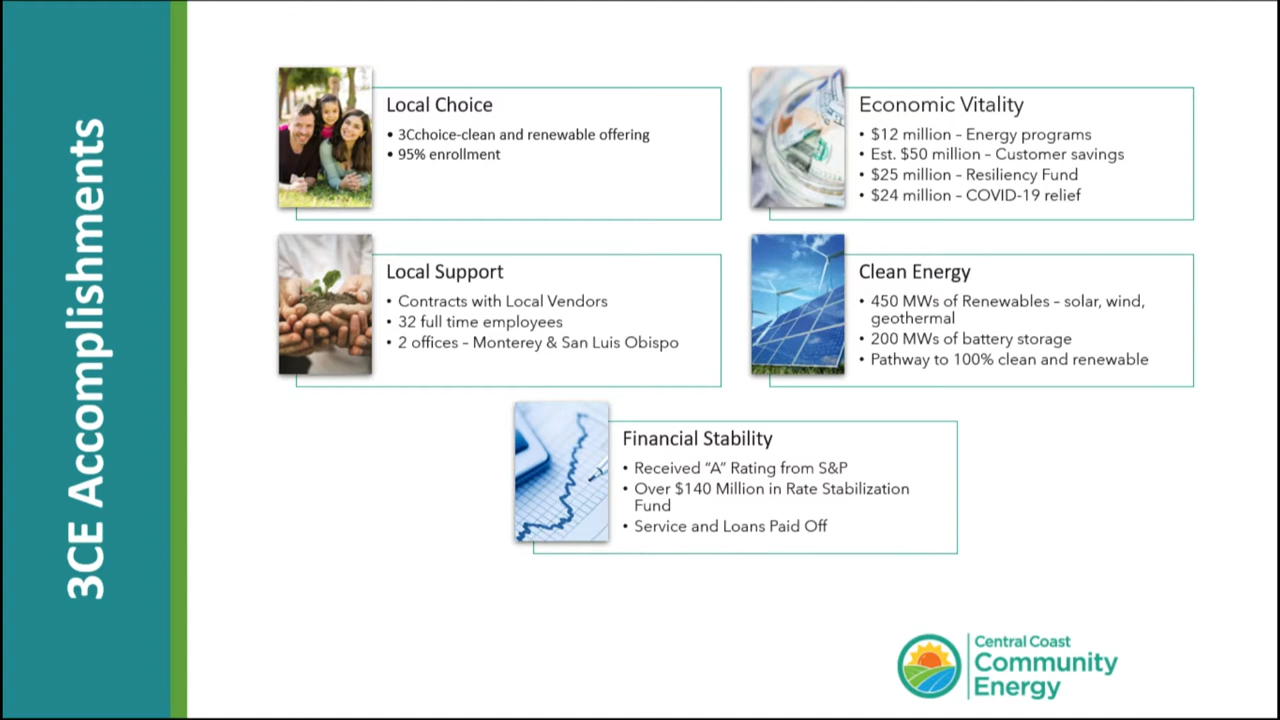 3CE Accomplishments
Local Choice
• 3Cchoice-clean and renewable offering
• 95% enrollment
Economic Vitality
• $12 million – Energy programs
• Est. $50 million – Customer savings
• $25 million – Resiliency Fund
• $24 million – COVID-19 relief
Local Support
• Contracts with Local Vendors
• 32 full time employees
• 2 offices – Monterey & San Luis Obispo
Clean Energy
• 450 MWs of Renewables – solar, wind,
geothermal
• 200 MWs of battery storage
• Pathway to 100% clean and renewable
Financial Stability
• Received “A” Rating from S&P
• Over $140 Million in Rate Stabilization
Fund
• Service and Loans Paid Off
Central Coast
Community
Energy